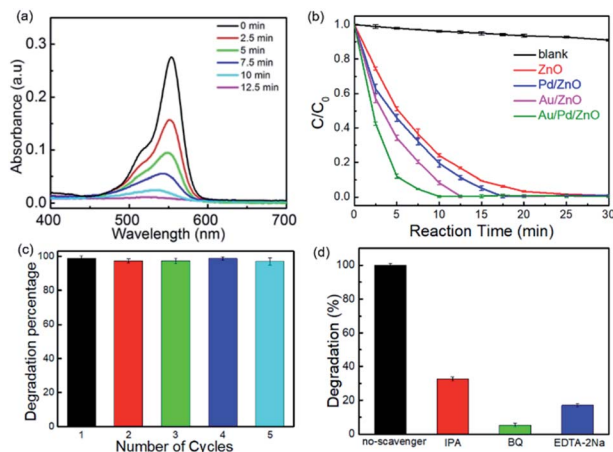 (a)
0 min
2.5 min
5 min
7.5 min
10 min
12.5 min
Absorbance (a.u)
0.3
0.2
0.1
0.0
400 500 600 700
Wavelength (nm)
(b)
blank
ZnO
Pd/ZnO
Au/ZnO
Au/Pd/ZnO
C/C0
1.0
0.8
0.6
0.4
0.2
0.0
0 5 10 15 20 25 30
Reaction Time (min)
(c)
Degradation percentage
100
80
60
40
20
0
1 2 3 4 5
Number of Cycles
(d)
Degradation (%)
100
80
60
40
20
0
no-scavenger IPA BQ EDTA-2Na